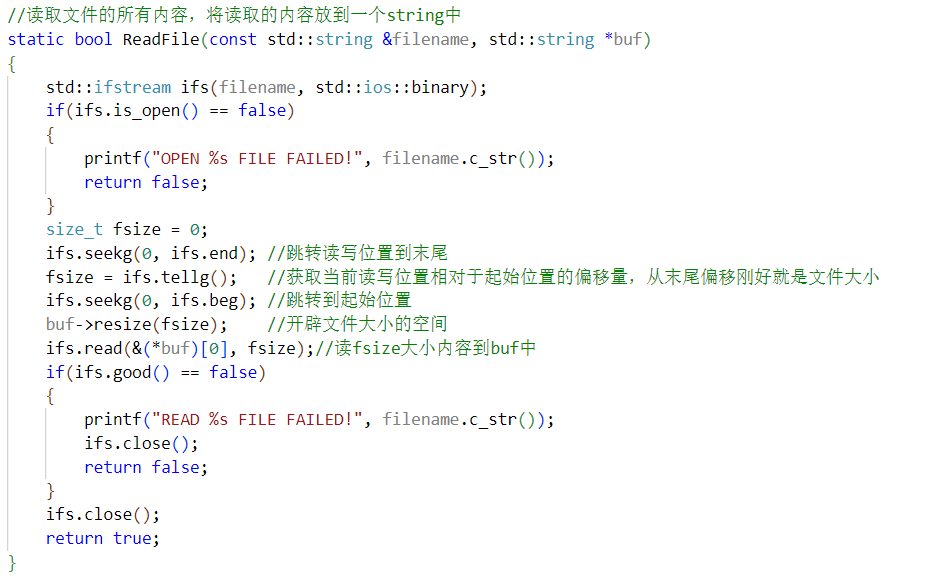 //读取文件的所有内容，将读取的内容放到一个string中
static bool ReadFile(const std::string &filename, std::string *buf)
{
    std::ifstream ifs(filename, std::ios::binary);
    if(ifs.is_open() == false)
    {
        printf("OPEN %s FILE FAILED!", filename.c_str());
        return false;
    }
    size_t fsize = 0;
    ifs.seekg(0, ifs.end); //跳转读写位置到末尾
    fsize = ifs.tellg();   //获取当前读写位置相对于起始位置的偏移量，从末尾偏移刚好就是文件大小
    ifs.seekg(0, ifs.beg); //跳转到起始位置
    buf->resize(fsize);    //开辟文件大小的空间
    ifs.read(&(*buf)[0], fsize);//读fsize大小内容到buf中
    if(ifs.good() == false)
    {
        printf("READ %s FILE FAILED!", filename.c_str());
        ifs.close();
        return false;
    }
    ifs.close();
    return true;
}